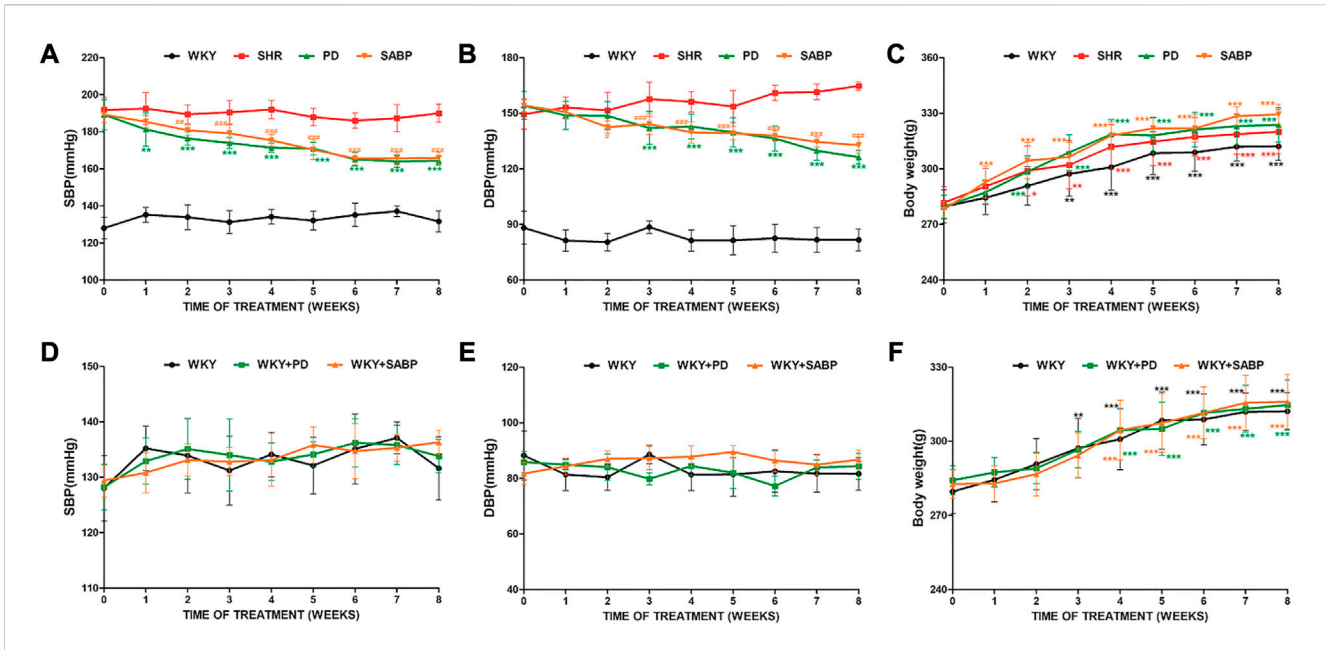 A
WKY SHR PD SABP
SBP(mmHg)
220
200
180
160
140
120
100
## ### ### ### ### ### ###
** *** *** *** *** *** *** ***
0 1 2 3 4 5 6 7 8
TIME OF TREATMENT (WEEKS)
B
WKY SHR PD SABP
DBP(mmHg)
180
150
120
90
60
# ### ### ### ### ### ###
*** *** *** *** *** ***
0 1 2 3 4 5 6 7 8
TIME OF TREATMENT (WEEKS)
C
WKY SHR PD SABP
Body weight(g)
360
330
300
270
240
*** *** *** *** *** *** *** ***
*** *** *** *** *** *** ***
* ** *** *** *** *** ***
** *** *** *** *** ***
0 1 2 3 4 5 6 7 8
TIME OF TREATMENT (WEEKS)
D
WKY WKY+PD WKY+SABP
SBP(mmHg)
150
140
130
130
110
0 1 2 3 4 5 6 7 8
TIME OF TREATMENT (WEEKS)
E
WKY WKY+PD WKY+SABP
DBP(mmHg)
120
100
80
60
40
0 1 2 3 4 5 6 7 8
TIME OF TREATMENT (WEEKS)
F
WKY WKY+PD WKY+SABP
Body weight(g)
330
300
270
240
** *** *** *** *** ***
*** *** *** *** ***
*** *** *** *** ***
0 1 2 3 4 5 6 7 8
TIME OF TREATMENT (WEEKS)